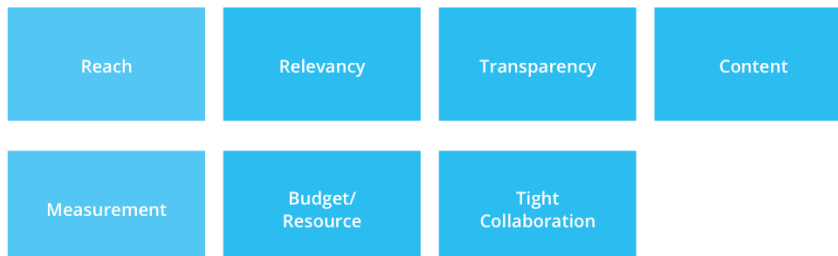 Reach
Relevancy
Transparency
Content
Measurement
Budget/
Resource
Tight
Collaboration